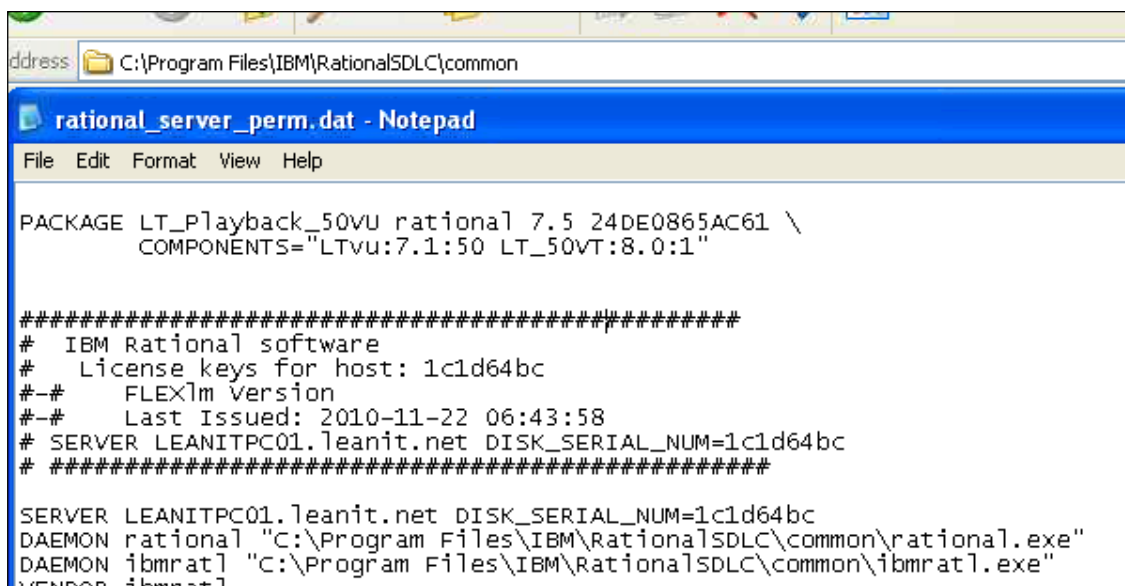 ddress C:\Program Files\IBM\RationalSDLC\common
rational_server_perm.dat - Notepad
File Edit Format View Help
PACKAGE LT_Playback_50VU rational 7.5 24DE0865AC61 \
COMPONENTS="LTvu:7.1:50 LT_50VT:8.0:1"
################################################
# IBM Rational software
# License keys for host: 1c1d64bc
#-# FLEXlm Version
#-# Last Issued: 2010-11-22 06:43:58
# SERVER LEANITPC01.leanit.net DISK_SERIAL_NUM=1c1d64bc
# ################################################
SERVER LEANITPC01.leanit.net DISK_SERIAL_NUM=1c1d64bc
DAEMON rational "C:\Program Files\IBM\RationalSDLC\common\rational.exe"
DAEMON ibmratl "C:\Program Files\IBM\RationalSDLC\common\ibmratl.exe"
VENDOR ibmratl